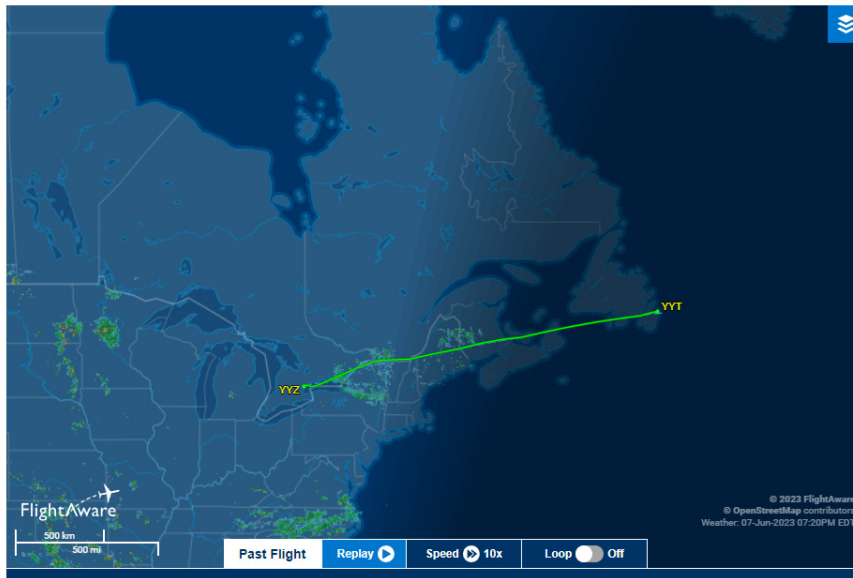 YYT
YYZ
FlightAware
500 km
500 mi
© 2023 FlightAware
© OpenStreetMap contributors
Weather: 07-Jun-2023 07:20PM EDT
Past Flight Replay Speed 10x Loop Off